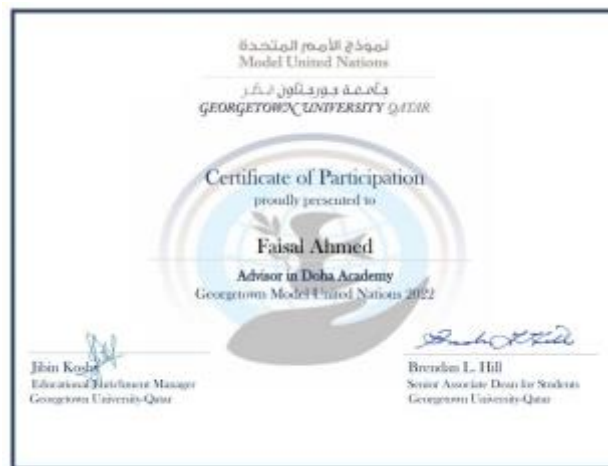 نموذج الأمم المتحدة
Model United Nations
جامعة جورجتاون قطر
GEORGETOWN UNIVERSITY QATAR
Certificate of Participation
proudly presented to
Faisal Ahmed
Advisor in Doha Academy
Georgetown Model United Nations 2022
Jibin Koshy
Educational Enrichment Manager
Georgetown University-Qatar
Brendan L. Hill
Senior Associate Dean for Students
Georgetown University-Qatar